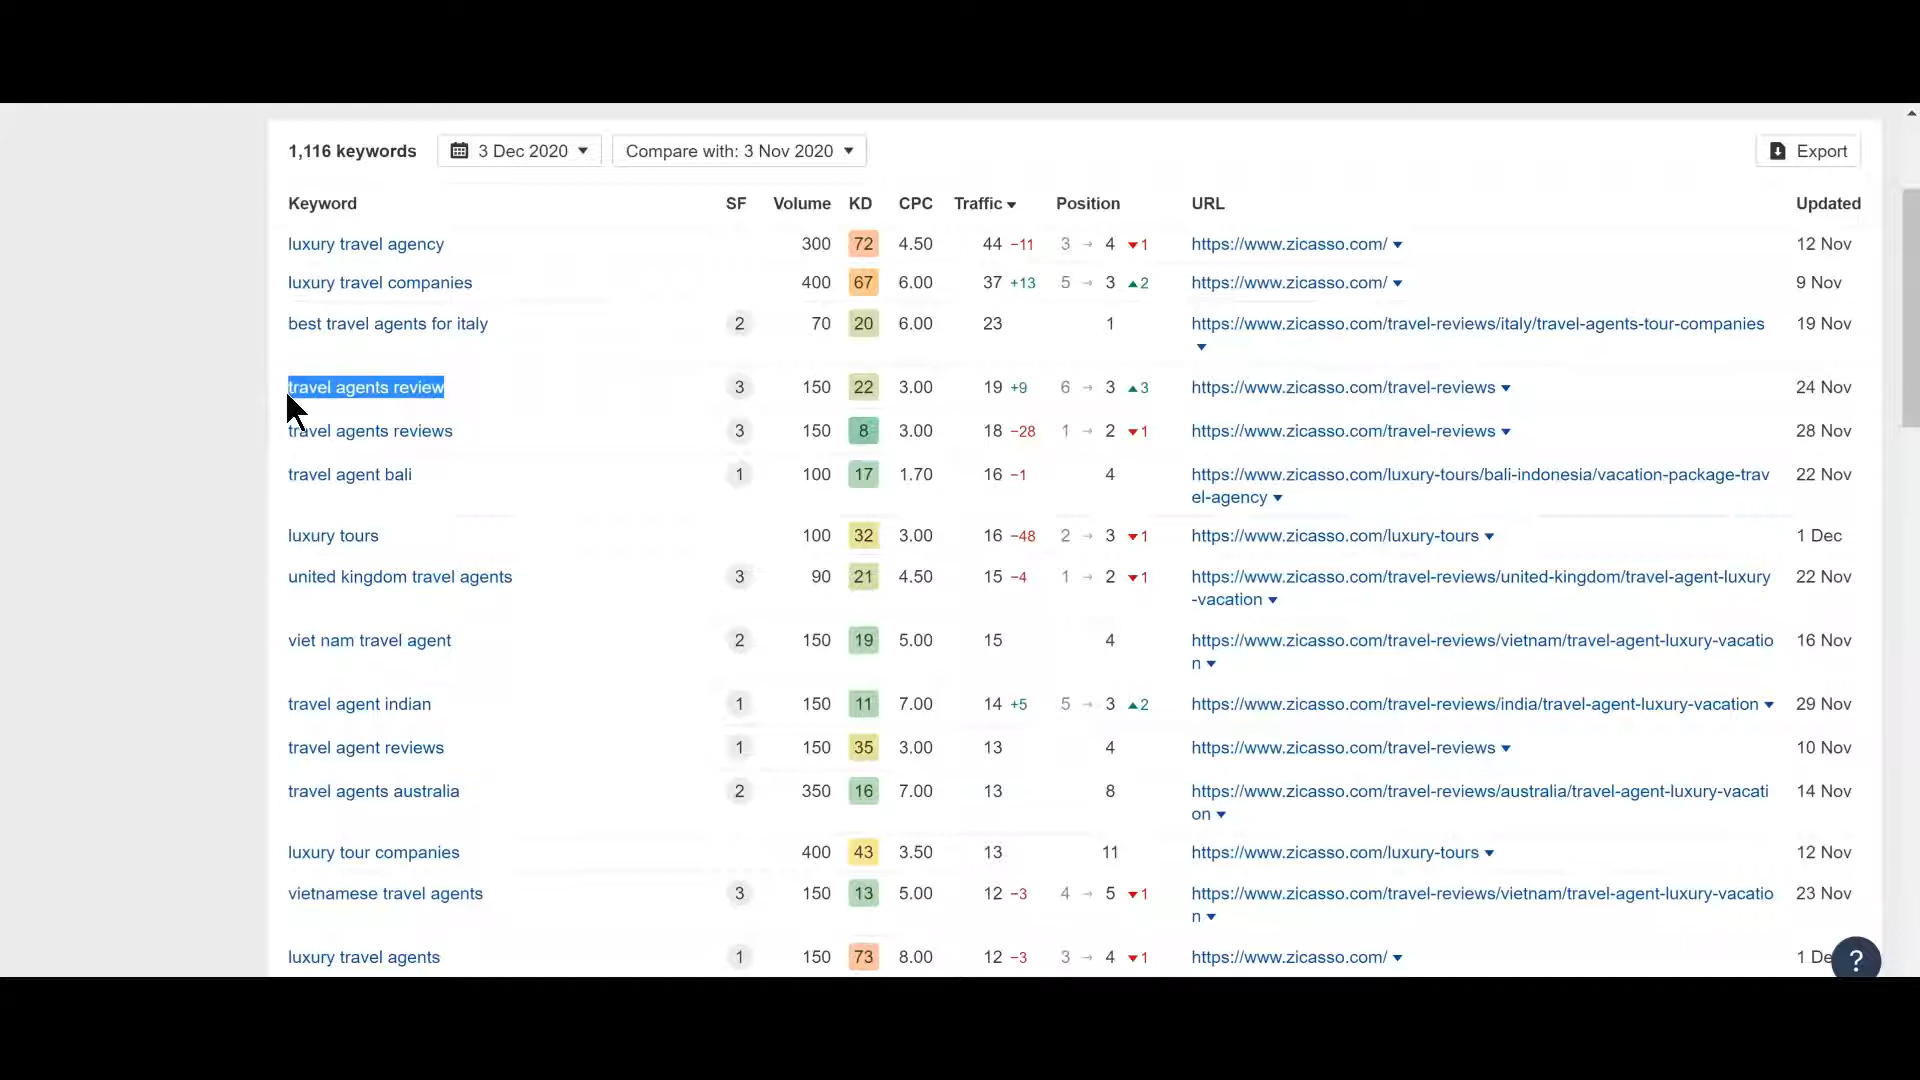 1,116 keywords 3 Dec 2020 Compare with: 3 Nov 2020 Export
Keyword SF Volume KD CPC Traffic Position URL Updated
luxury travel agency 300 72 4.50 44 −11 3 → 4 ▼1 https://www.zicasso.com/ ▼ 12 Nov
luxury travel companies 400 67 6.00 37 +13 5 → 3 ▲2 https://www.zicasso.com/ ▼ 9 Nov
best travel agents for italy 2 70 20 6.00 23 1 https://www.zicasso.com/travel-reviews/italy/travel-agents-tour-companies 19 Nov
▼
travel agents review 3 150 22 3.00 19 +9 6 → 3 ▲3 https://www.zicasso.com/travel-reviews ▼ 24 Nov
travel agents reviews 3 150 8 3.00 18 −28 1 → 2 ▼1 https://www.zicasso.com/travel-reviews ▼ 28 Nov
travel agent bali 1 100 17 1.70 16 −1 4 https://www.zicasso.com/luxury-tours/bali-indonesia/vacation-package-trav 22 Nov
el-agency ▼
luxury tours 100 32 3.00 16 −48 2 → 3 ▼1 https://www.zicasso.com/luxury-tours ▼ 1 Dec
united kingdom travel agents 3 90 21 4.50 15 −4 1 → 2 ▼1 https://www.zicasso.com/travel-reviews/united-kingdom/travel-agent-luxury 22 Nov
-vacation ▼
viet nam travel agent 2 150 19 5.00 15 4 https://www.zicasso.com/travel-reviews/vietnam/travel-agent-luxury-vacatio 16 Nov
n ▼
travel agent indian 1 150 11 7.00 14 +5 5 → 3 ▲2 https://www.zicasso.com/travel-reviews/india/travel-agent-luxury-vacation ▼ 29 Nov
travel agent reviews 1 150 35 3.00 13 4 https://www.zicasso.com/travel-reviews ▼ 10 Nov
travel agents australia 2 350 16 7.00 13 8 https://www.zicasso.com/travel-reviews/australia/travel-agent-luxury-vacati 14 Nov
on ▼
luxury tour companies 400 43 3.50 13 11 https://www.zicasso.com/luxury-tours ▼ 12 Nov
vietnamese travel agents 3 150 13 5.00 12 −3 4 → 5 ▼1 https://www.zicasso.com/travel-reviews/vietnam/travel-agent-luxury-vacatio 23 Nov
n ▼
luxury travel agents 1 150 73 8.00 12 −3 3 → 4 ▼1 https://www.zicasso.com/ ▼ 1 De ?